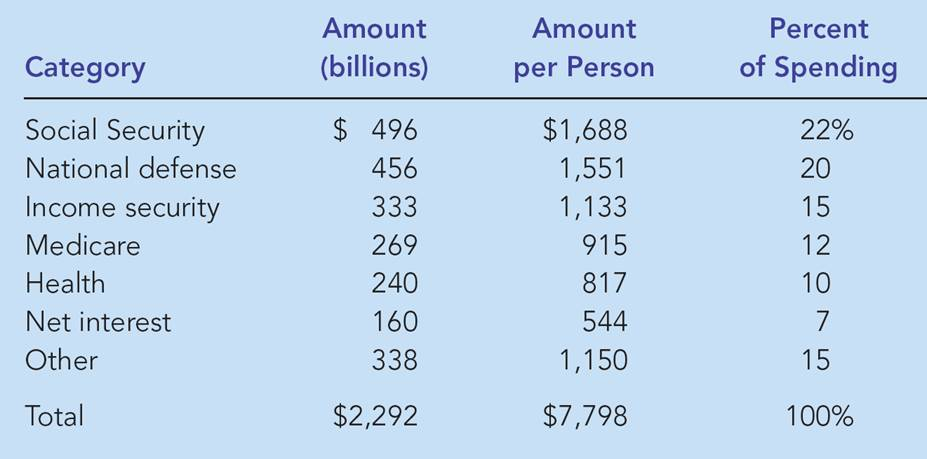 Amount Amount Percent
Category (billions) per Person of Spending
Social Security $ 496 $1,688 22%
National defense 456 1,551 20
Income security 333 1,133 15
Medicare 269 915 12
Health 240 817 10
Net interest 160 544 7
Other 338 1,150 15
Total $2,292 $7,798 100%